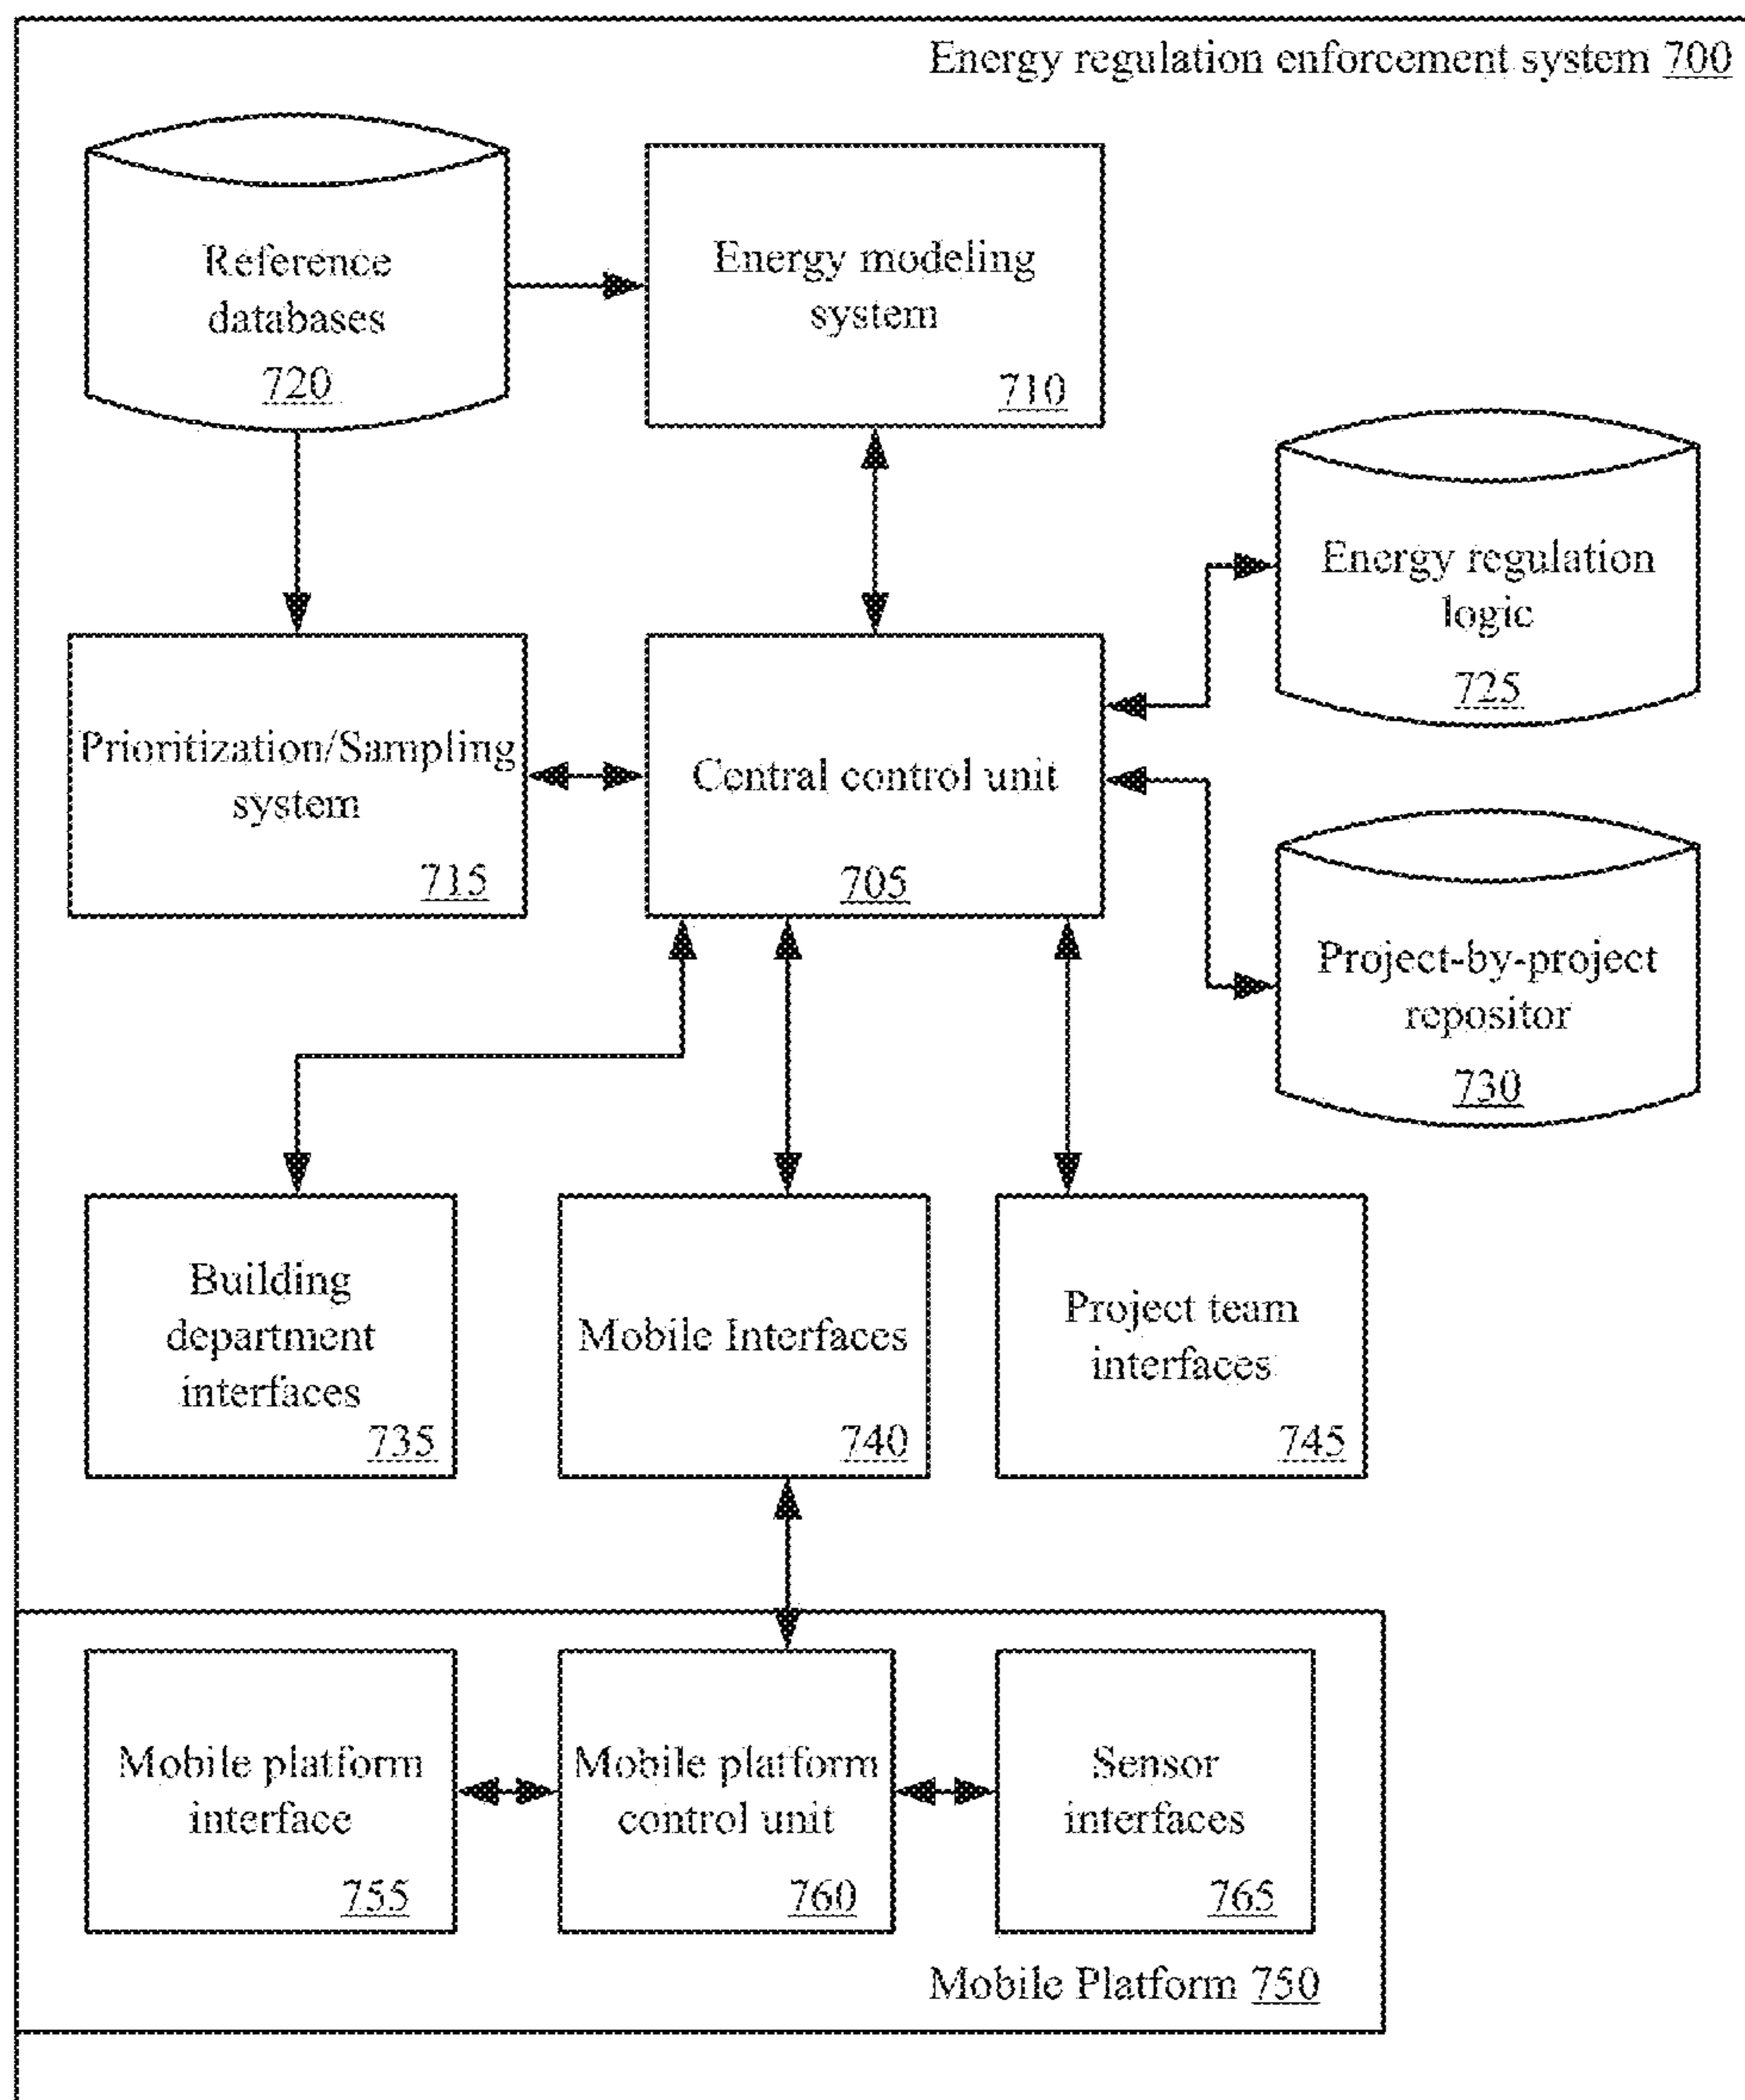 Energy regulation enforcement system 700
Reference
databases
720
Energy modeling
system
710
Energy regulation
logic
725
Prioritization/Sampling
system
715
Central control unit
705
Project-by-project
repositor
730
Building
department
interfaces
735
Mobile Interfaces
740
Project team
interfaces
745
Mobile platform
interface
755
Mobile platform
control unit
760
Sensor
interfaces
765
Mobile Platform 750